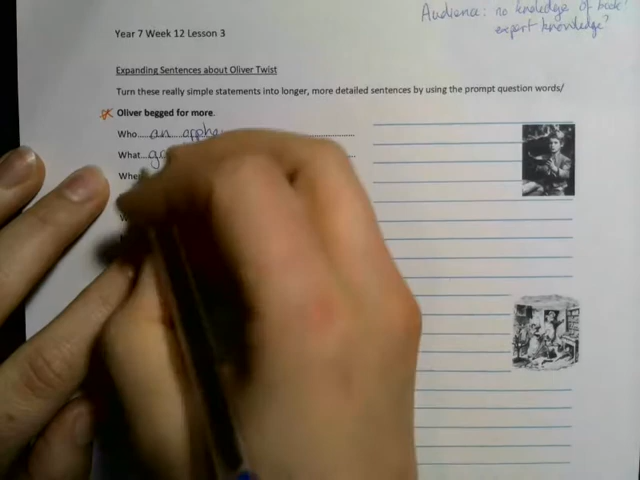 Audience: no knoledge of book?
expert knowledge?
Year 7 Week 12 Lesson 3
Expanding Sentences about Oliver Twist
Turn these really simple statements into longer, more detailed sentences by using the prompt question words/
Oliver begged for more.
Who......an
What...